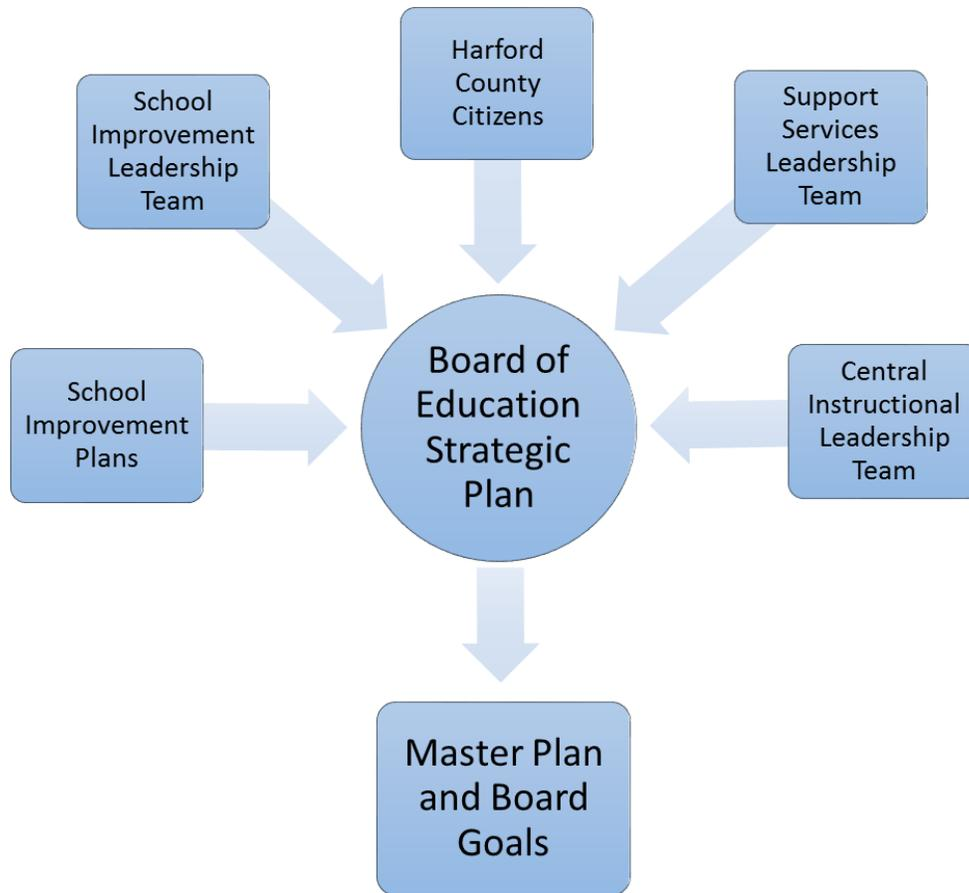 Harford
County
Citizens
School
Improvement
Leadership
Team
Support
Services
Leadership
Team
School
Improvement
Plans
Board of
Education
Strategic
Plan
Central
Instructional
Leadership
Team
Master Plan
and Board
Goals